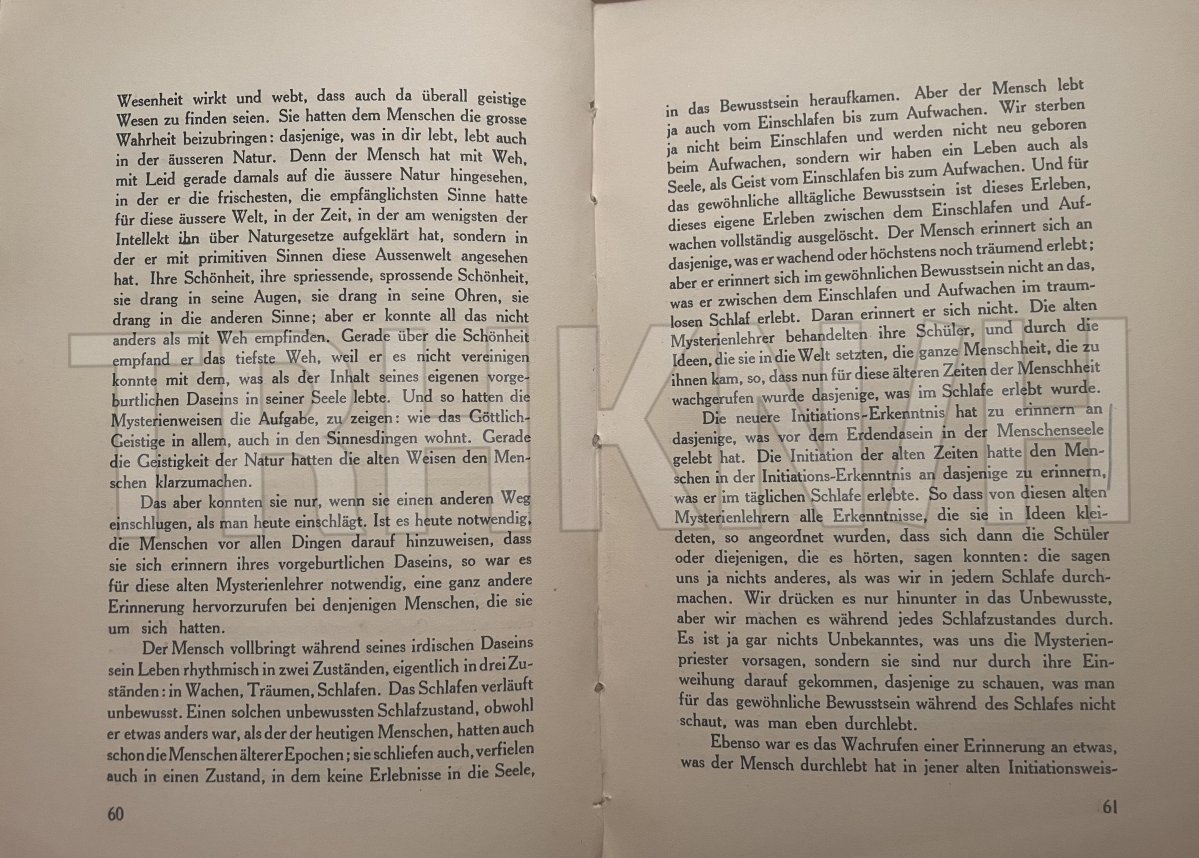 Wesenheit wirkt und webt, dass auch da überall geistige
Wesen zu finden seien. Sie hatten dem Menschen die grosse
Wahrheit beizubringen: dasjenige, was in dir lebt, lebt auch
in der äusseren Natur. Denn der Mensch hat mit Weh,
mit Leid gerade damals auf die äussere Natur hingesehen,
in der er die frischesten, die empfänglichsten Sinne hatte
für diese äussere Welt, in der Zeit, in der am wenigsten der
Intellekt ihn über Naturgesetze aufgeklärt hat, sondern in
der er mit primitiven Sinnen diese Aussenwelt angesehen
hat. Ihre Schönheit, ihre spriessende, sprossende Schönheit,
sie drang in seine Augen, sie drang in seine Ohren, sie
drang in die anderen Sinne; aber er konnte all das nicht
anders als mit Weh empfinden. Gerade über die Schönheit
empfand er das tiefste Weh, weil er es nicht vereinigen
konnte mit dem, was als der Inhalt seines eigenen vorge-
burtlichen Daseins in seiner Seele lebte. Und so hatten die
Mysterienweisen die Aufgabe, zu zeigen: wie das Göttlich-
Geistige in allem, auch in den Sinnesdingen wohnt. Gerade
die Geistigkeit der Natur hatten die alten Weisen den Men-
schen klarzumachen.
Das aber konnten sie nur, wenn sie einen anderen Weg
einschlugen, als man heute einschlägt. Ist es heute notwendig,
die Menschen vor allen Dingen darauf hinzuweisen, dass
sie sich erinnern ihres vorgeburtlichen Daseins, so war es
für diese alten Mysterienlehrer notwendig, eine ganz andere
Erinnerung hervorzurufen bei denjenigen Menschen, die sie
um sich hatten.
Der Mensch vollbringt während seines irdischen Daseins
sein Leben rhythmisch in zwei Zuständen, eigentlich in drei Zu-
ständen: in Wachen, Träumen, Schlafen. Das Schlafen verläuft
unbewusst. Einen solchen unbewussten Schlafzustand, obwohl
er etwas anders war, als der der heutigen Menschen, hatten auch
schon die Menschen älterer Epochen; sie schliefen auch, verfielen
auch in einen Zustand, in dem keine Erlebnisse in die Seele,
60
in das Bewusstsein heraufkamen. Aber der Mensch lebt
ja auch vom Einschlafen bis zum Aufwachen. Wir sterben
ja nicht beim Einschlafen und werden nicht neu geboren
beim Aufwachen, sondern wir haben ein Leben auch als
Seele, als Geist vom Einschlafen bis zum Aufwachen. Und für
das gewöhnliche alltägliche Bewusstsein ist dieses Erleben,
dieses eigene Erleben zwischen dem Einschlafen und Auf-
wachen vollständig ausgelöscht. Der Mensch erinnert sich an
dasjenige, was er wachend oder höchstens noch träumend erlebt;
aber er erinnert sich im gewöhnlichen Bewusstsein nicht an das,
was er zwischen dem Einschlafen und Aufwachen im traum-
losen Schlaf erlebt. Daran erinnert er sich nicht. Die alten
Mysterienlehrer behandelten ihre Schüler, und durch die
Ideen, die sie in die Welt setzten, die ganze Menschheit, die zu
ihnen kam, so, dass nun für diese älteren Zeiten der Menschheit
wachgerufen wurde dasjenige, was im Schlafe erlebt wurde.
Die neuere Initiations-Erkenntnis hat zu erinnern an
dasjenige, was vor dem Erdendasein in der Menschenseele
gelebt hat. Die Initiation der alten Zeiten hatte den Men-
schen in der Initiations-Erkenntnis an dasjenige zu erinnern,
was er im täglichen Schlafe erlebte. So dass von diesen alten
Mysterienlehrern alle Erkenntnisse, die sie in Ideen klei-
deten, so angeordnet wurden, dass sich dann die Schüler
oder diejenigen, die es hörten, sagen konnten: die sagen
uns ja nichts anderes, als was wir in jedem Schlafe durch-
machen. Wir drücken es nur hinunter in das Unbewusste,
aber wir machen es während jedes Schlafzustandes durch.
Es ist ja gar nichts Unbekanntes, was uns die Mysterien-
priester vorsagen, sondern sie sind nur durch ihre Ein-
weihung darauf gekommen, dasjenige zu schauen, was man
für das gewöhnliche Bewusstsein während des Schlafes nicht
schaut, was man eben durchlebt.
Ebenso war es das Wachrufen einer Erinnerung an etwas,
was der Mensch durchlebt hat in jener alten Initiationsweis-
61